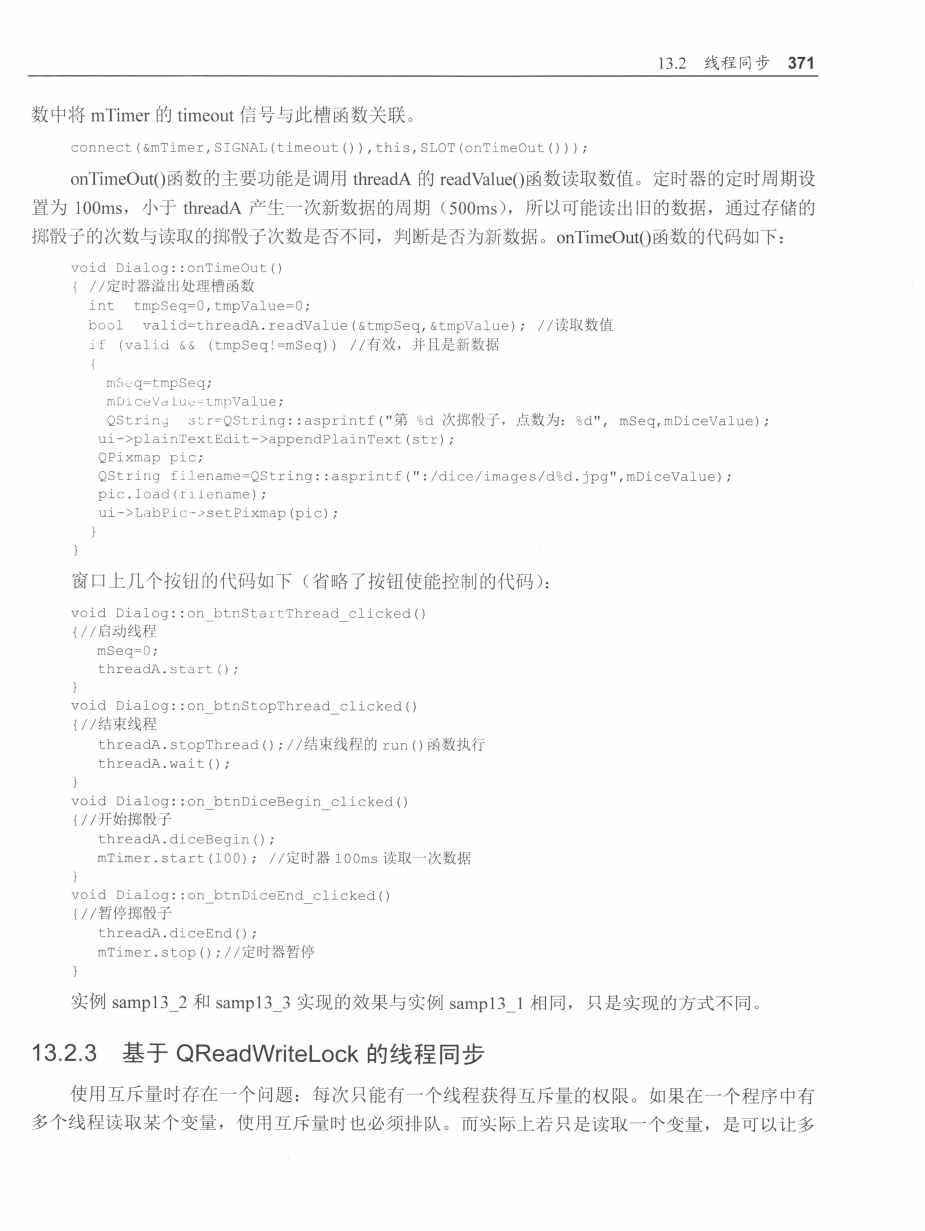 13.2 线程同步 371
数中将 mTimer 的 timeout 信号与此槽函数关联。
connect(&mTimer,SIGNAL(timeout()),this,SLOT(onTimeOut()));
onTimeOut()函数的主要功能是调用 threadA 的 readValue()函数读取数值。定时器的定时周期设
置为 100ms，小于 threadA 产生一次新数据的周期（500ms），所以可能读出旧的数据，通过存储的
掷骰子的次数与读取的掷骰子次数是否不同，判断是否为新数据。onTimeOut()函数的代码如下：
void Dialog::onTimeOut()
{ //定时器溢出处理槽函数
int tmpSeq=0,tmpValue=0;
bool valid=threadA.readValue(&tmpSeq,&tmpValue); //读取数值
if (valid && (tmpSeq!=mSeq)) //有效，并且是新数据
{
mSeq=tmpSeq;
mDiceValue=tmpValue;
QString str=QString::asprintf("第 %d 次掷骰子，点数为：%d", mSeq,mDiceValue);
ui->plainTextEdit->appendPlainText(str);
QPixmap pic;
QString filename=QString::asprintf(":/dice/images/d%d.jpg",mDiceValue);
pic.load(filename);
ui->LabPic->setPixmap(pic);
}
}
窗口上几个按钮的代码如下（省略了按钮使能控制的代码）：
void Dialog::on_btnStartThread_clicked()
{//启动线程
mSeq=0;
threadA.start();
}
void Dialog::on_btnStopThread_clicked()
{//结束线程
threadA.stopThread();//结束线程的 run()函数执行
threadA.wait();
}
void Dialog::on_btnDiceBegin_clicked()
{//开始掷骰子
threadA.diceBegin();
mTimer.start(100); //定时器 100ms 读取一次数据
}
void Dialog::on_btnDiceEnd_clicked()
{//暂停掷骰子
threadA.diceEnd();
mTimer.stop();//定时器暂停
}
实例 samp13_2 和 samp13_3 实现的效果与实例 samp13_1 相同，只是实现的方式不同。
13.2.3 基于 QReadWriteLock 的线程同步
使用互斥量时存在一个问题：每次只能有一个线程获得互斥量的权限。如果在一个程序中有
多个线程读取某个变量，使用互斥量时也必须排队。而实际上若只是读取一个变量，是可以让多